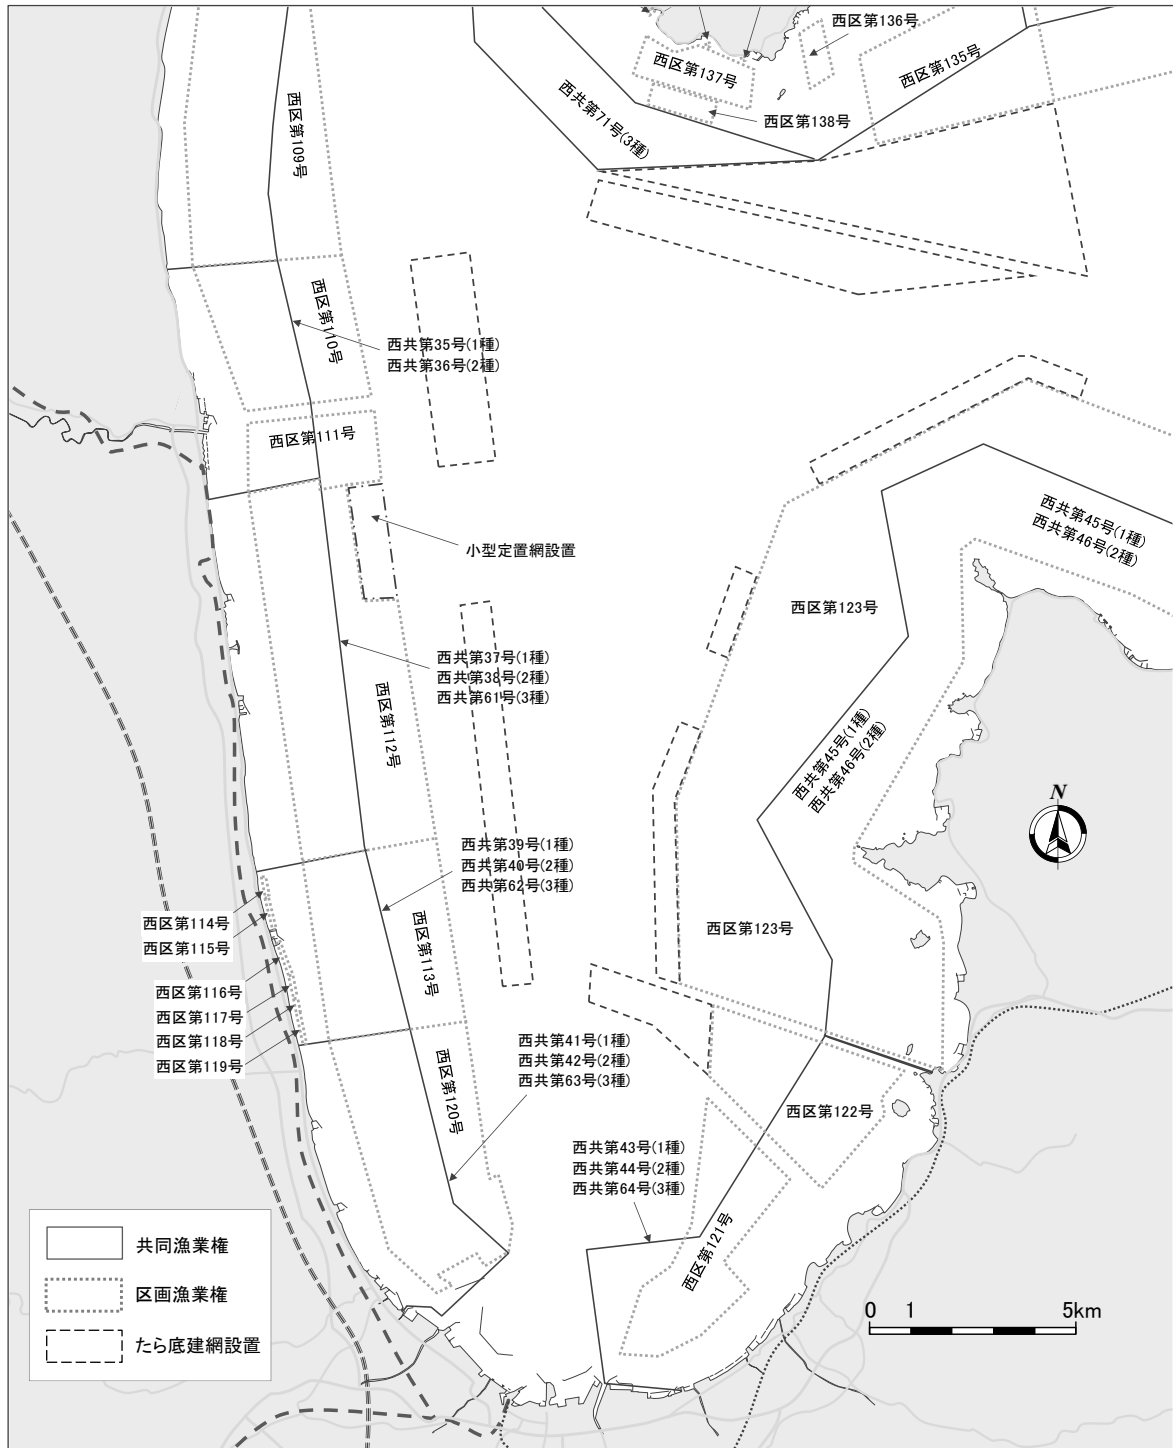 西区第136号
西区第137号
西区第135号
西区第138号
西共第71号(3種)
西区第109号
西区第110号
西共第35号(1種)
西共第36号(2種)
西区第111号
小型定置網設置
西共第45号(1種)
西共第46号(2種)
西区第123号
西共第37号(1種)
西共第38号(2種)
西共第61号(3種)
西区第112号
西共第45号(1種)
西共第46号(2種)
N
西共第39号(1種)
西共第40号(2種)
西共第62号(3種)
西区第114号
西区第115号
西区第116号
西区第117号
西区第118号
西区第119号
西区第113号
西区第123号
西共第41号(1種)
西共第42号(2種)
西共第63号(3種)
西区第120号
西区第122号
西共第43号(1種)
西共第44号(2種)
西共第64号(3種)
西区第121号
共同漁業権
区画漁業権
たら底建網設置
0 1 5km